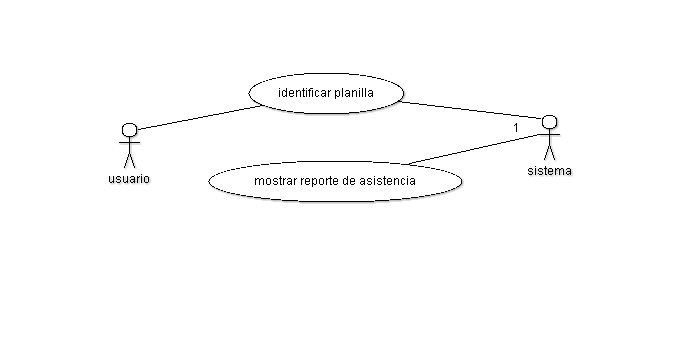 identificar planilla
1
usuario
sistema
mostrar reporte de asistencia